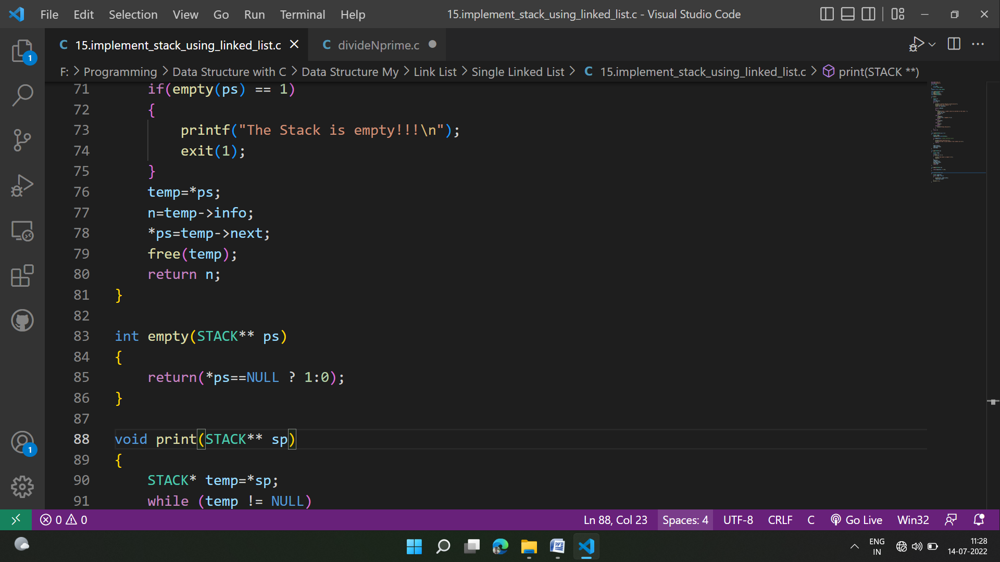 File Edit Selection View Go Run Terminal Help 15.implement_stack_using_linked_list.c - Visual Studio Code
C 15.implement_stack_using_linked_list.c C divideNprime.c
F: > Programming > Data Structure with C > Data Structure My > Link List > Single Linked List > C 15.implement_stack_using_linked_list.c > print(STACK **)
71 if(empty(ps) == 1)
72 {
73 printf("The Stack is empty!!!\n");
74 exit(1);
75 }
76 temp=*ps;
77 n=temp->info;
78 *ps=temp->next;
79 free(temp);
80 return n;
81 }
82
83 int empty(STACK** ps)
84 {
85 return(*ps==NULL ? 1:0);
86 }
87
88 void print(STACK** sp)
89 {
90 STACK* temp=*sp;
91 while (temp != NULL)
1
1
0 0 Ln 88, Col 23 Spaces: 4 UTF-8 CRLF C Go Live Win32
ENG
IN
11:28
14-07-2022